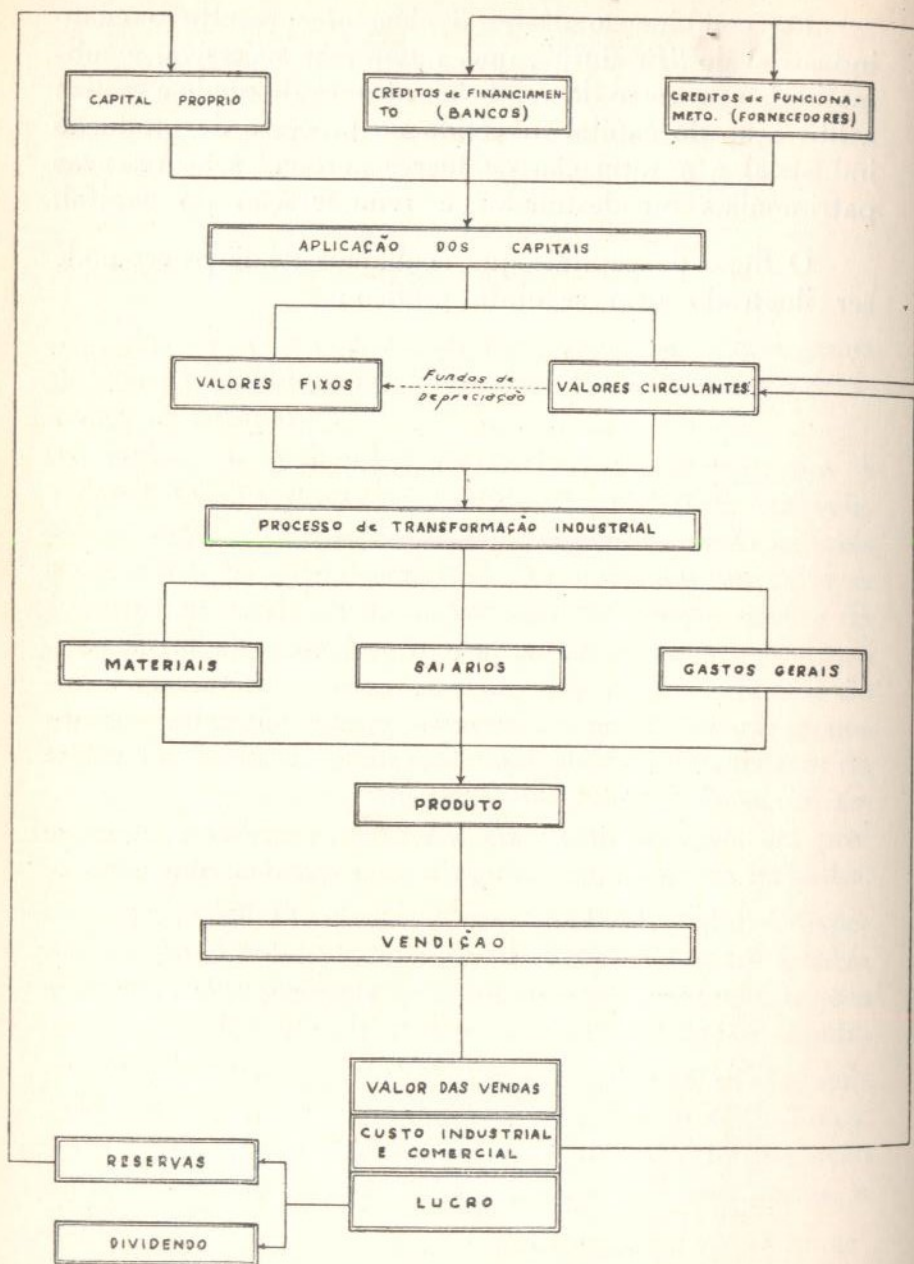 CAPITAL PROPRIO
CREDITOS de FINANCIAMEN-
TO (BANCOS)
CREDITOS de FUNCIONA-
METO. (FORNECEDORES)
APLICAÇÃO DOS CAPITAIS
VALORES FIXOS
Fundos de
Depreciação
VALORES CIRCULANTES
PROCESSO de TRANSFORMAÇÃO INDUSTRIAL
MATERIAIS
SALARIOS
GASTOS GERAIS
PRODUTO
VENDIÇAO
VALOR DAS VENDAS
CUSTO INDUSTRIAL
E COMERCIAL
RESERVAS
LUCRO
DIVIDENDO